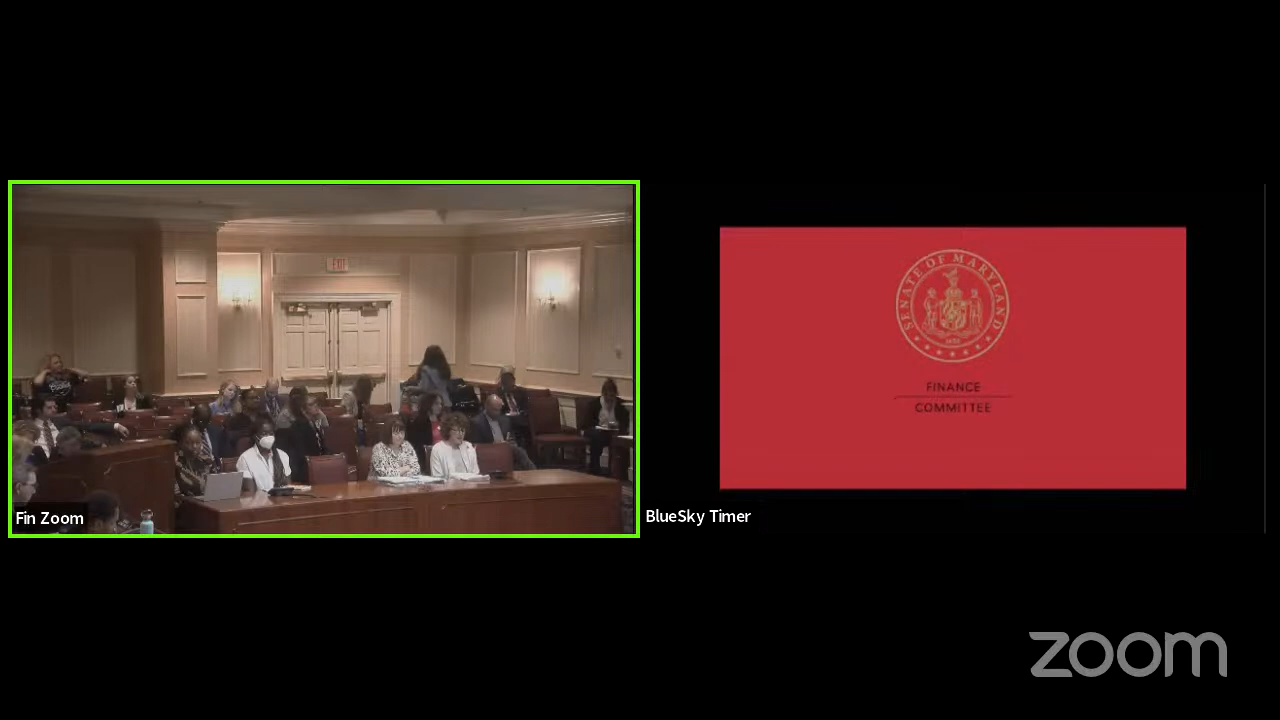 EXIT
Fin Zoom
SENATE OF MARYLAND
FINANCE
COMMITTEE
BlueSky Timer
zoom